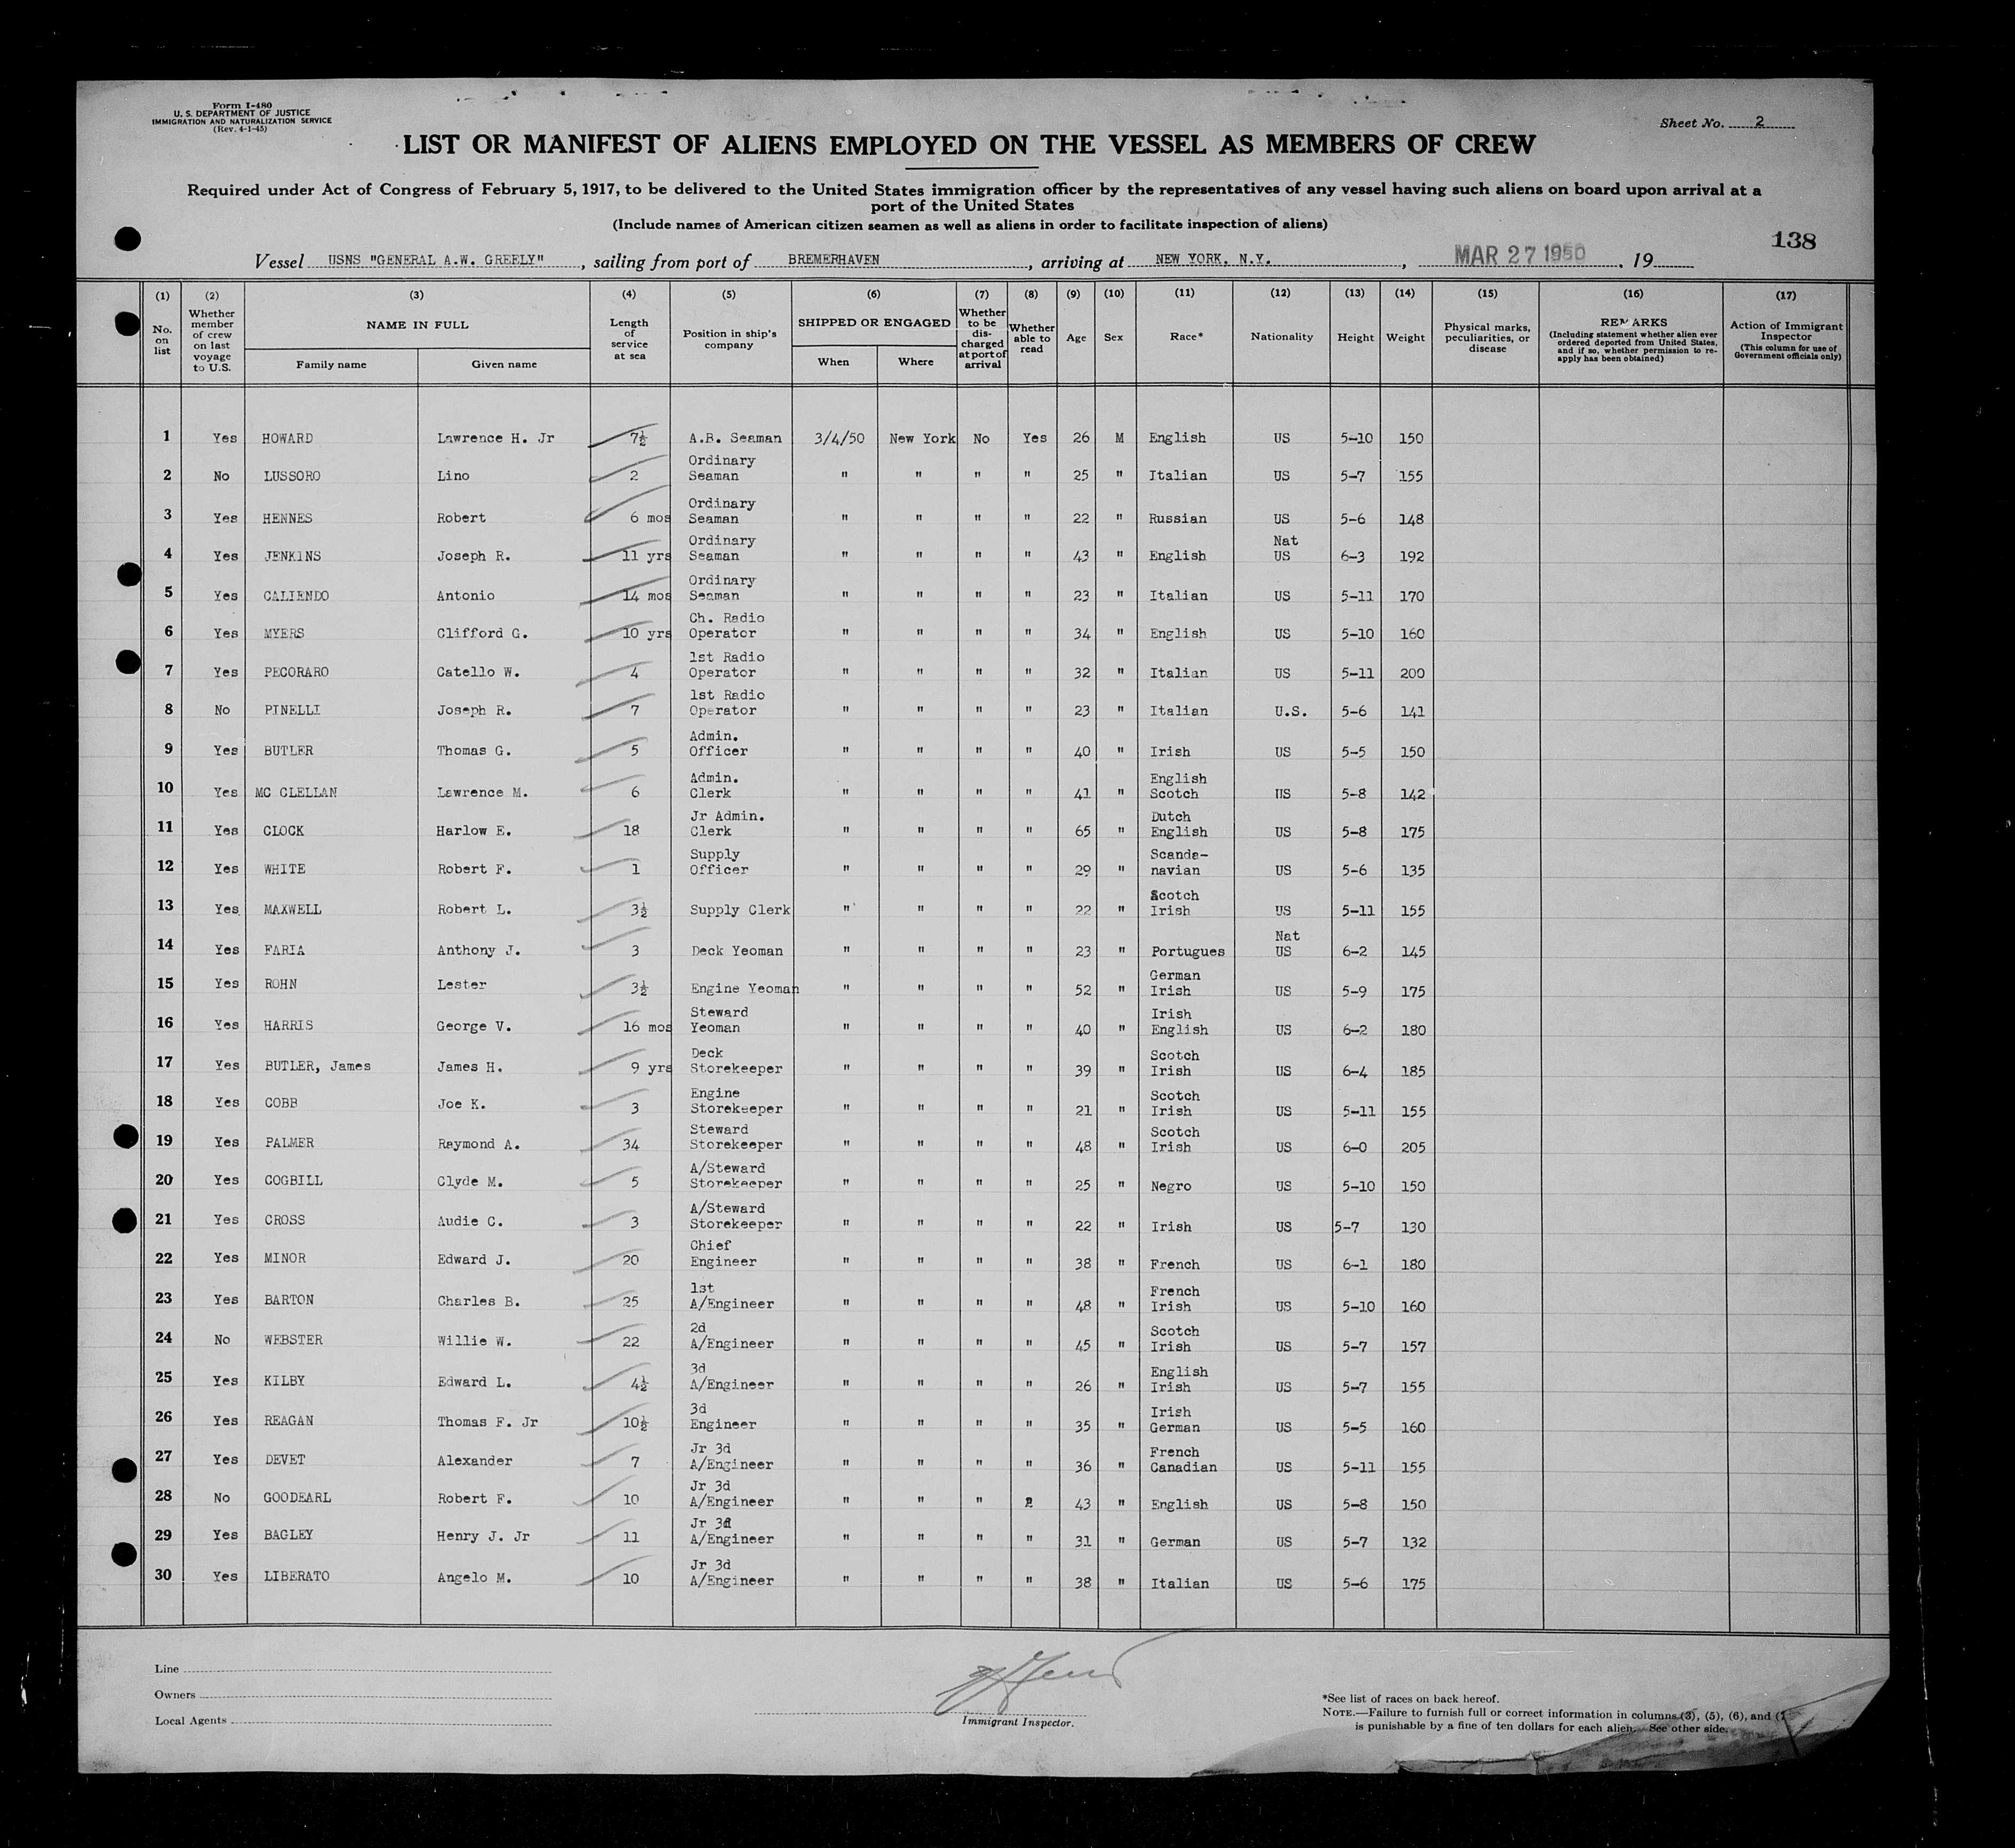 Form I-480
U. S. DEPARTMENT OF JUSTICE
IMMIGRATION AND NATURALIZATION SERVICE
(Rev. 4-1-45)
Sheet No. 2
LIST OR MANIFEST OF ALIENS EMPLOYED ON THE VESSEL AS MEMBERS OF CREW
Required under Act of Congress of February 5, 1917, to be delivered to the United States immigration officer by the representatives of any vessel having such aliens on board upon arrival at a
port of the United States
(Include names of American citizen seamen as well as aliens in order to facilitate inspection of aliens)
138
Vessel USNS "GENERAL A.W. GREELY", sailing from port of BREMERHAVEN, arriving at NEW YORK, N.Y., MAR 27 1950, 19
(1) No. on list
(2) Whether member of crew on last voyage to U.S.
(3) NAME IN FULL Family name Given name
(4) Length of service at sea
(5) Position in ship's company
(6) SHIPPED OR ENGAGED When Where
(7) Whether to be discharged at port of arrival
(8) Whether able to read
(9) Age
(10) Sex
(11) Race*
(12) Nationality
(13) Height
(14) Weight
(15) Physical marks, peculiarities, or disease
(16) REMARKS (Including statement whether alien ever ordered deported from United States, and if so, whether permission to re-apply has been obtained)
(17) Action of Immigrant Inspector (This column for use of Government officials only)
1 Yes HOWARD Lawrence H. Jr 7½ A.B. Seaman 3/4/50 New York No Yes 26 M English US 5-10 150
2 No LUSSORO Lino 2 Ordinary Seaman " " " " 25 " Italian US 5-7 155
3 Yes HENNES Robert 6 mos Ordinary Seaman " " " " 22 " Russian US 5-6 148
4 Yes JENKINS Joseph R. 11 yrs Ordinary Seaman " " " " 43 " English Nat US 6-3 192
5 Yes CALIENDO Antonio 14 mos Ordinary Seaman " " " " 23 " Italian US 5-11 170
6 Yes MYERS Clifford G. 10 yrs Ch. Radio Operator " " " " 34 " English US 5-10 160
7 Yes PECORARO Catello W. 4 1st Radio Operator " " " " 32 " Italian US 5-11 200
8 No PINELLI Joseph R. 7 1st Radio Operator " " " " 23 " Italian U.S. 5-6 141
9 Yes BUTLER Thomas G. 5 Admin. Officer " " " " 40 " Irish US 5-5 150
10 Yes MC CLELLAN Lawrence M. 6 Admin. Clerk " " " " 41 " English Scotch US 5-8 142
11 Yes CLOCK Harlow E. 18 Jr Admin. Clerk " " " " 65 " Dutch English US 5-8 175
12 Yes WHITE Robert F. 1 Supply Officer " " " " 29 " Scanda-navian US 5-6 135
13 Yes MAXWELL Robert L. 3½ Supply Clerk " " " " 22 " Scotch Irish US 5-11 155
14 Yes FARIA Anthony J. 3 Deck Yeoman " " " " 23 " Portugues Nat US 6-2 145
15 Yes ROHN Lester 3½ Engine Yeoman " " " " 52 " German Irish US 5-9 175
16 Yes HARRIS George V. 16 mos Steward Yeoman " " " " 40 " Irish English US 6-2 180
17 Yes BUTLER, James James H. 9 yrs Deck Storekeeper " " " " 39 " Scotch Irish US 6-4 185
18 Yes COBB Joe K. 3 Engine Storekeeper " " " " 21 " Scotch Irish US 5-11 155
19 Yes PALMER Raymond A. 34 Steward Storekeeper " " " " 48 " Scotch Irish US 6-0 205
20 Yes COGBILL Clyde M. 5 A/Steward Storekeeper " " " " 25 " Negro US 5-10 150
21 Yes CROSS Audie C. 3 A/Steward Storekeeper " " " " 22 " Irish US 5-7 130
22 Yes MINOR Edward J. 20 Chief Engineer " " " " 38 " French US 6-1 180
23 Yes BARTON Charles B. 25 1st A/Engineer " " " " 48 " French Irish US 5-10 160
24 No WEBSTER Willie W. 22 2d A/Engineer " " " " 45 " Scotch Irish US 5-7 157
25 Yes KILBY Edward L. 4½ 3d A/Engineer " " " " 26 " English Irish US 5-7 155
26 Yes REAGAN Thomas F. Jr 10½ 3d Engineer " " " " 35 " Irish German US 5-5 160
27 Yes DEVET Alexander 7 Jr 3d A/Engineer " " " " 36 " French Canadian US 5-11 155
28 No GOODEARL Robert F. 10 Jr 3d A/Engineer " " " 2 43 " English US 5-8 150
29 Yes BAGLEY Henry J. Jr 11 Jr 3d A/Engineer " " " " 31 " German US 5-7 132
30 Yes LIBERATO Angelo M. 10 Jr 3d A/Engineer " " " " 38 " Italian US 5-6 175
Line
Owners
Local Agents
Immigrant Inspector.
*See list of races on back hereof.
NOTE.—Failure to furnish full or correct information in columns (3), (5), (6), and (7
is punishable by a fine of ten dollars for each alien. See other side.